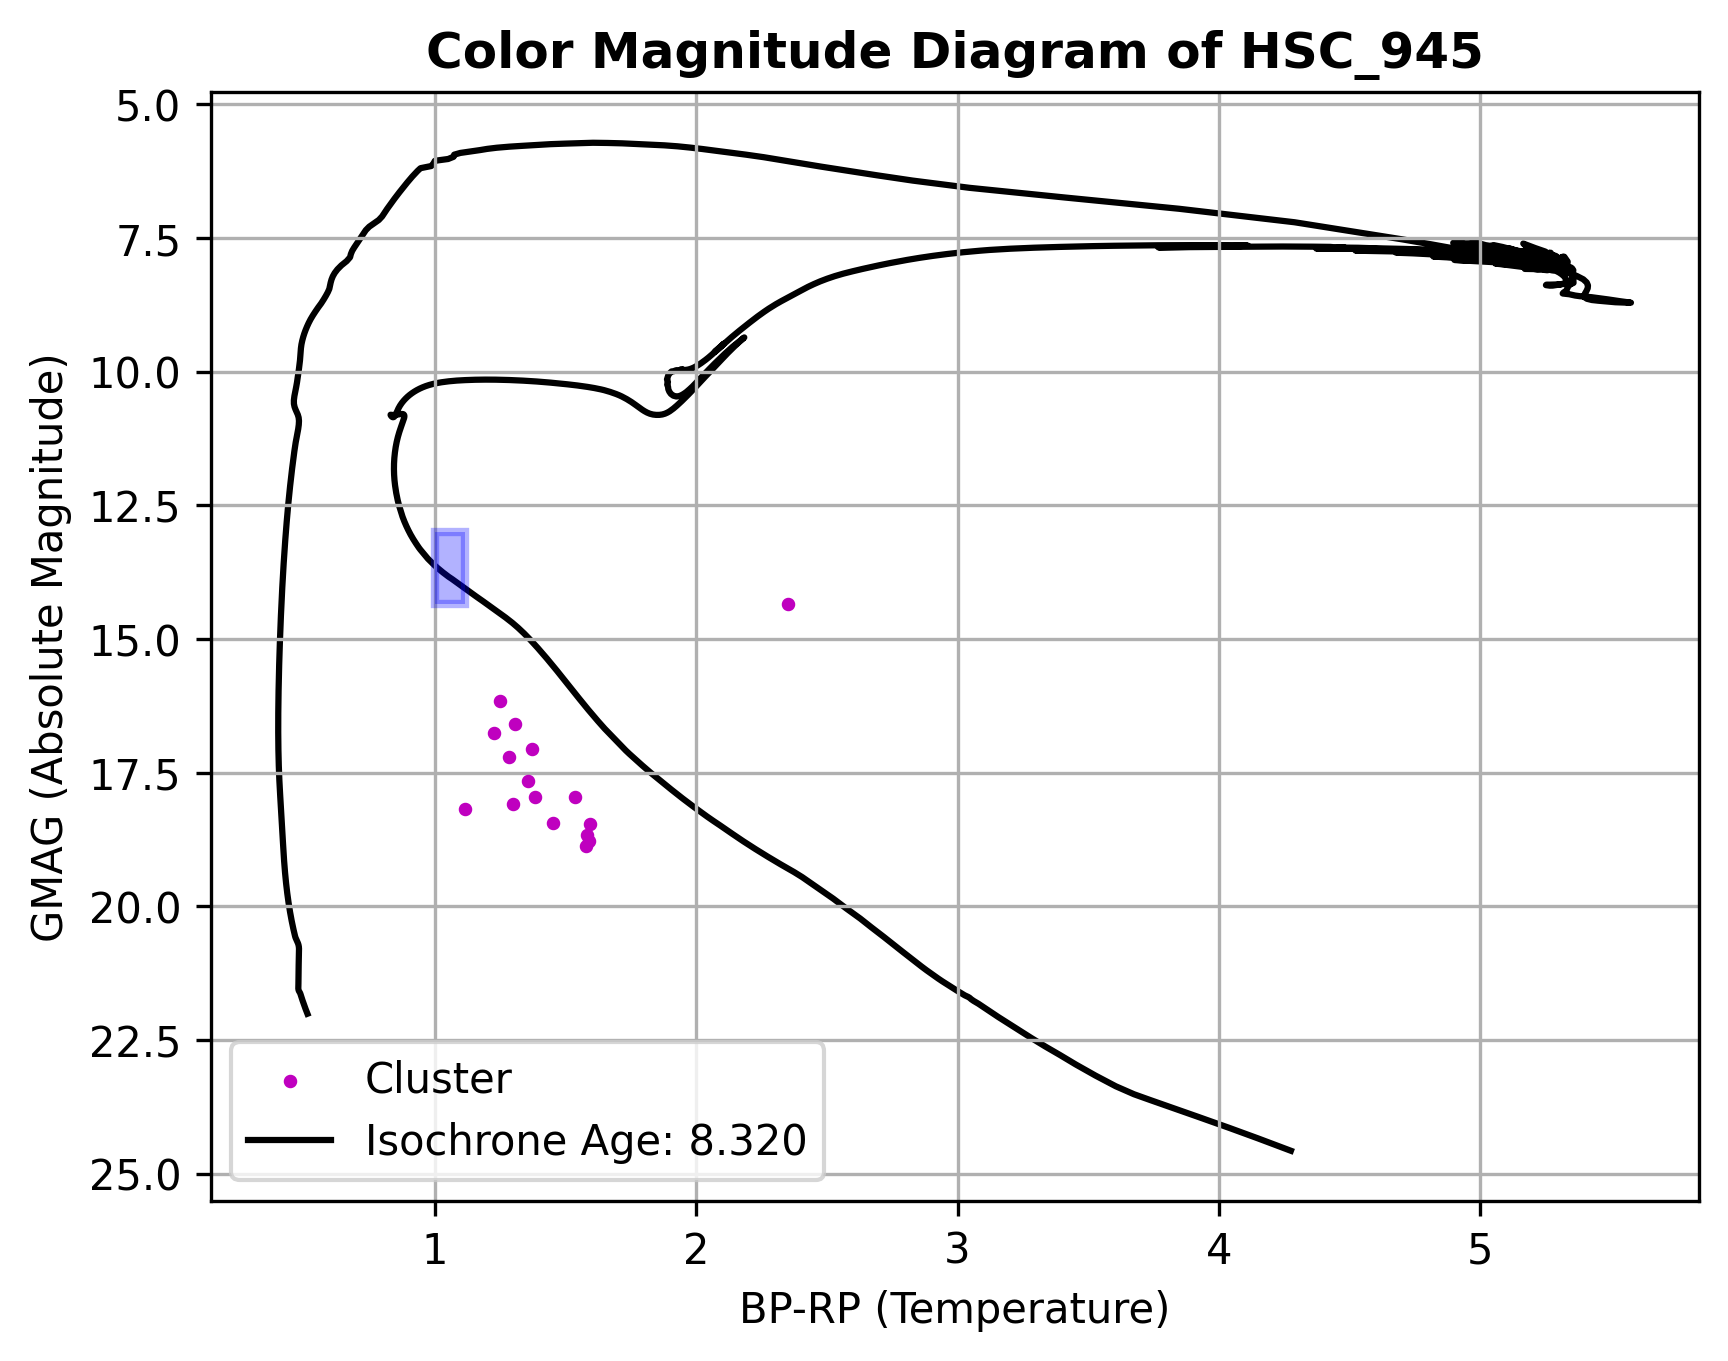 Color Magnitude Diagram of HSC_945
GMAG (Absolute Magnitude)
5.0
7.5
10.0
12.5
15.0
17.5
20.0
22.5
25.0
Cluster
Isochrone Age: 8.320
1
2
3
4
5
BP-RP (Temperature)